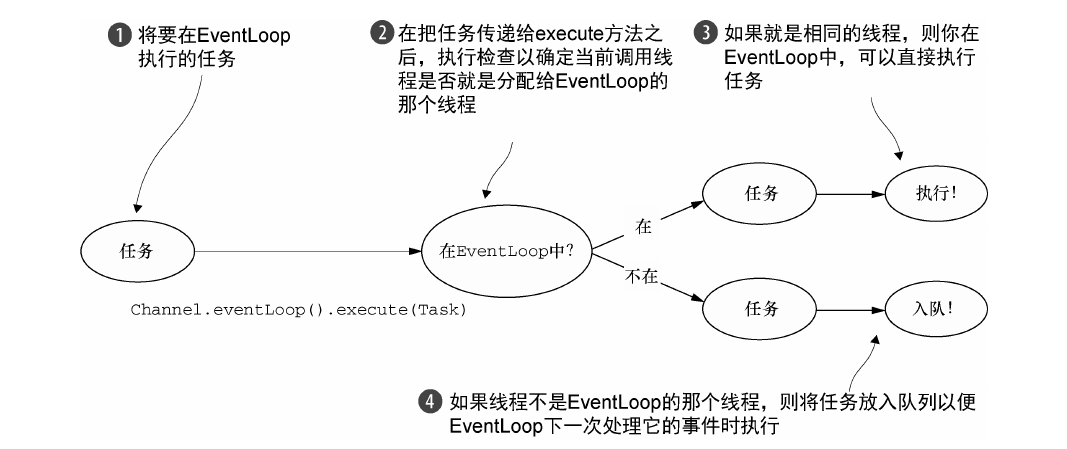 1 将要在EventLoop
执行的任务
2 在把任务传递给execute方法之
后，执行检查以确定当前调用线
程是否就是分配给EventLoop的
那个线程
3 如果就是相同的线程，则你在
EventLoop中，可以直接执行
任务
任务
Channel.eventLoop().execute(Task)
在EventLoop中?
在
不在
任务
执行!
任务
入队!
4 如果线程不是EventLoop的那个线程，则将任务放入队列以便
EventLoop下一次处理它的事件时执行